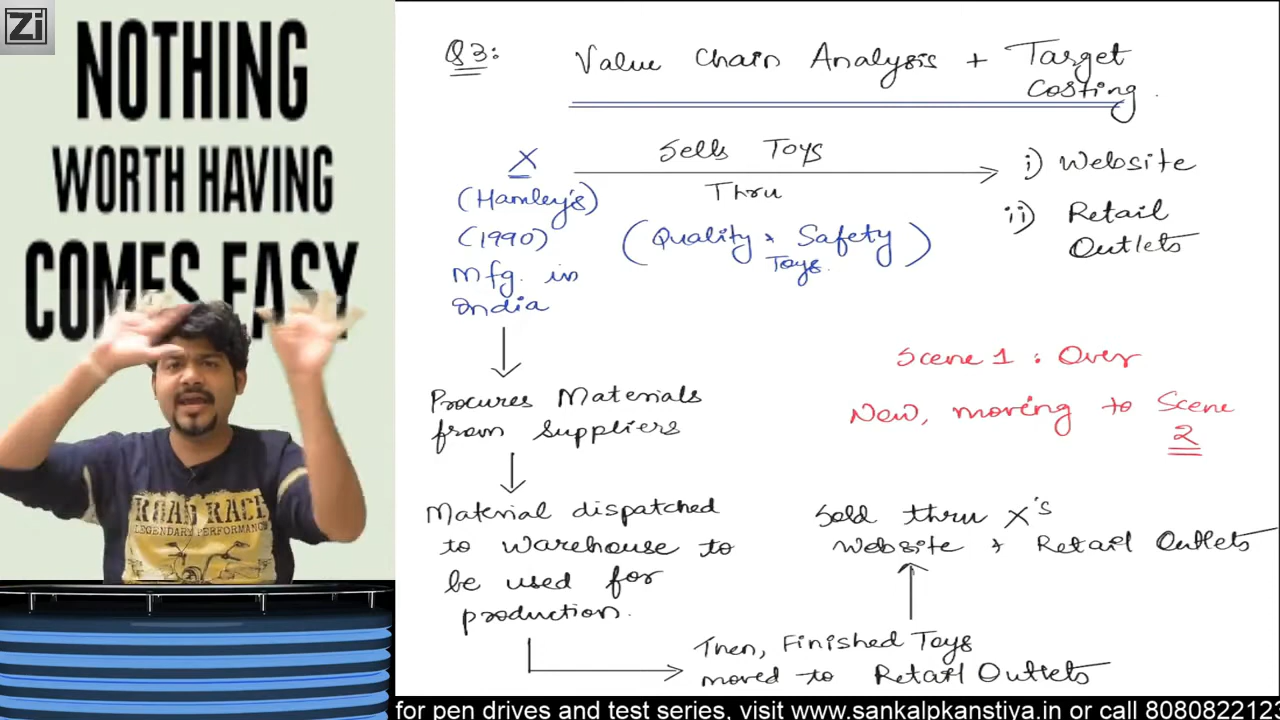 Zi
NOTHING
WORTH HAVING
COMES EASY
ROAD RACE
LEGENDARY PERFORMANCE
Q3:
Value Chain Analysis + Target
Costing
X
(Hamley's)
(1990)
Mfg. in
India
Sells Toys
Thru
(Quality & Safety
Toys.)
i) Website
ii) Retail
Outlets
Scene 1 : Over
Now, moving to Scene
2
Procures Materials
from Suppliers
Material dispatched
to warehouse to
be used for
production.
Then, Finished Toys
moved to Retail Outlets
Sold thru X's
Website + Retail Outlets
for pen drives and test series, visit www.sankalpkanstiya.in or call 8080822123